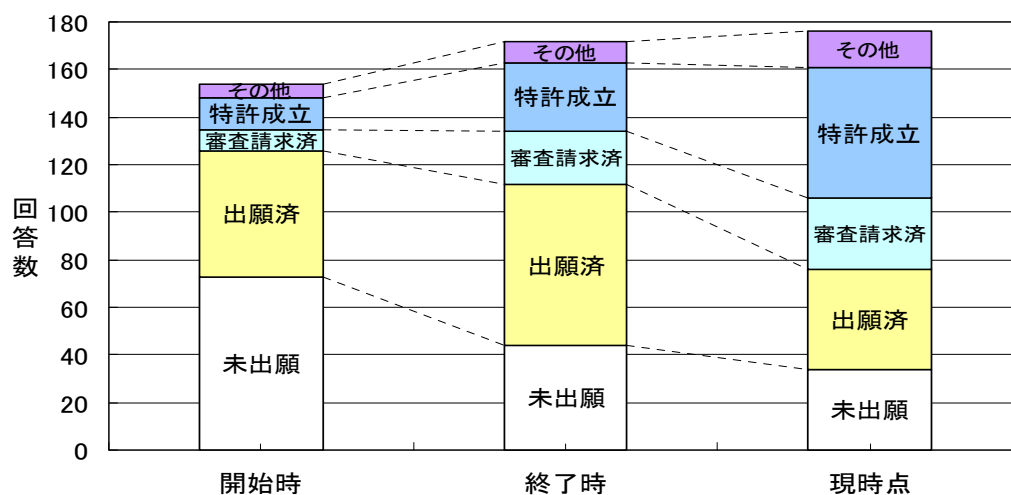 180
160
140
120
100
80
60
40
20
0
回答数
その他
特許成立
審査請求済
出願済
未出願
その他
特許成立
審査請求済
出願済
未出願
その他
特許成立
審査請求済
出願済
未出願
開始時
終了時
現時点